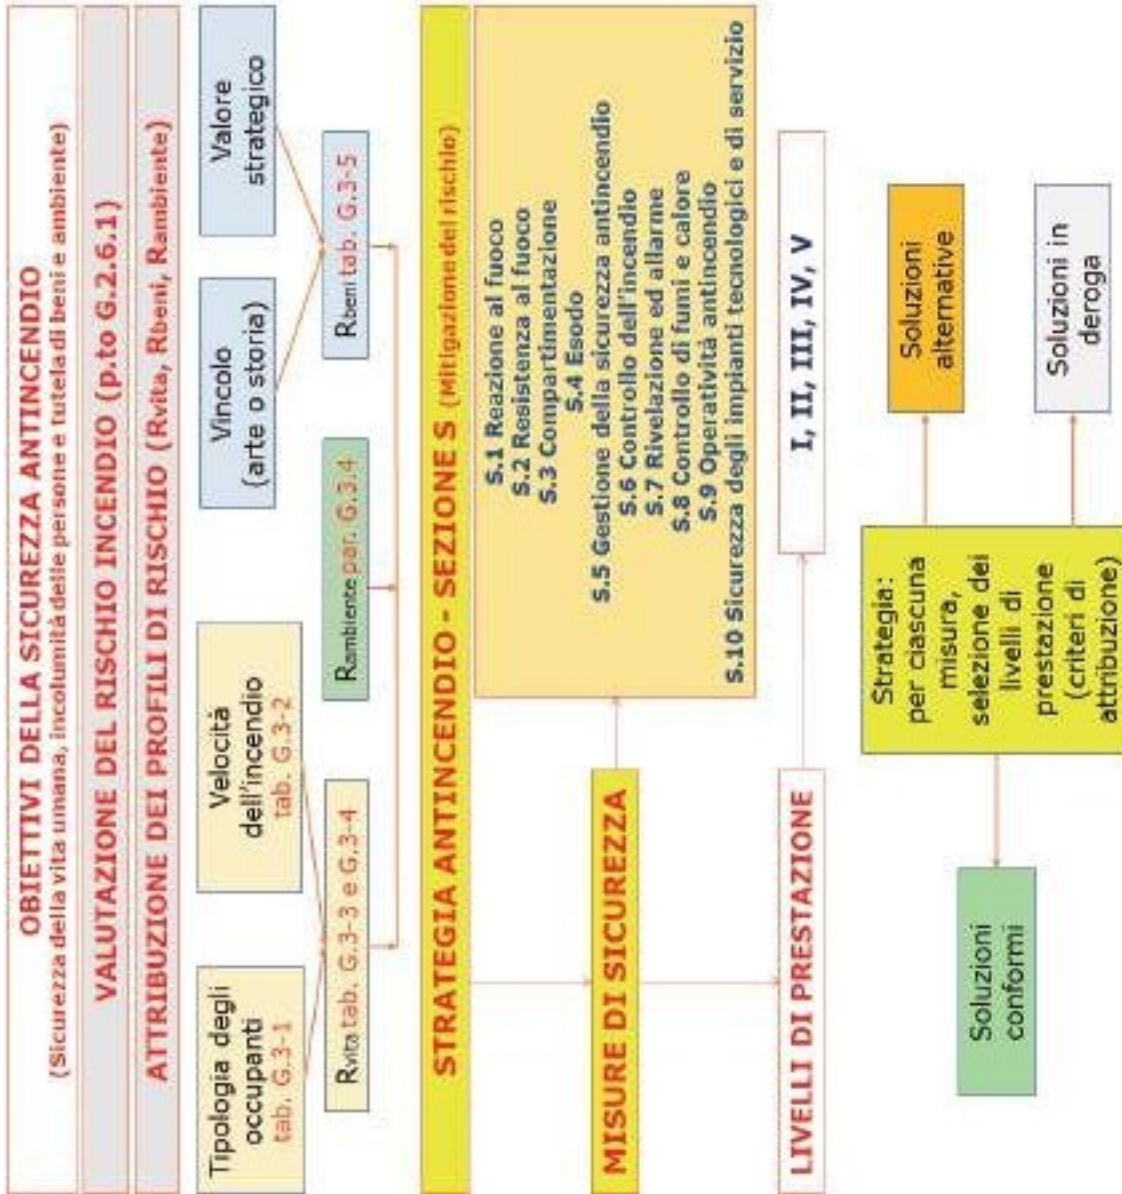 OBIETTIVI DELLA SICUREZZA ANTINCENDIO
(Sicurezza della vita umana, incolumità delle persone e tutela di beni e ambiente)
VALUTAZIONE DEL RISCHIO INCENDIO (p.to G.2.6.1)
ATTRIBUZIONE DEI PROFILI DI RISCHIO (Rvita, Rbeni, Rambiente)
Tipologia degli
occupanti
tab. G.3-1
Velocità
dell'incendio
tab. G.3-2
Vincolo
(arte o storia)
Valore
strategico
Rvita tab. G.3-3 e G.3-4
Rambiente par. G.3.4
Rbeni tab. G.3-5
STRATEGIA ANTINCENDIO - SEZIONE S (Mitigazione del rischio)
MISURE DI SICUREZZA
S.1 Reazione al fuoco
S.2 Resistenza al fuoco
S.3 Compartimentazione
S.4 Esodo
S.5 Gestione della sicurezza antincendio
S.6 Controllo dell'incendio
S.7 Rivelazione ed allarme
S.8 Controllo di fumi e calore
S.9 Operatività antincendio
S.10 Sicurezza degli impianti tecnologici e di servizio
LIVELLI DI PRESTAZIONE
I, II, III, IV, V
Soluzioni
conformi
Strategia:
per ciascuna
misura,
selezione dei
livelli di
prestazione
(criteri di
attribuzione)
Soluzioni
alternative
Soluzioni in
deroga